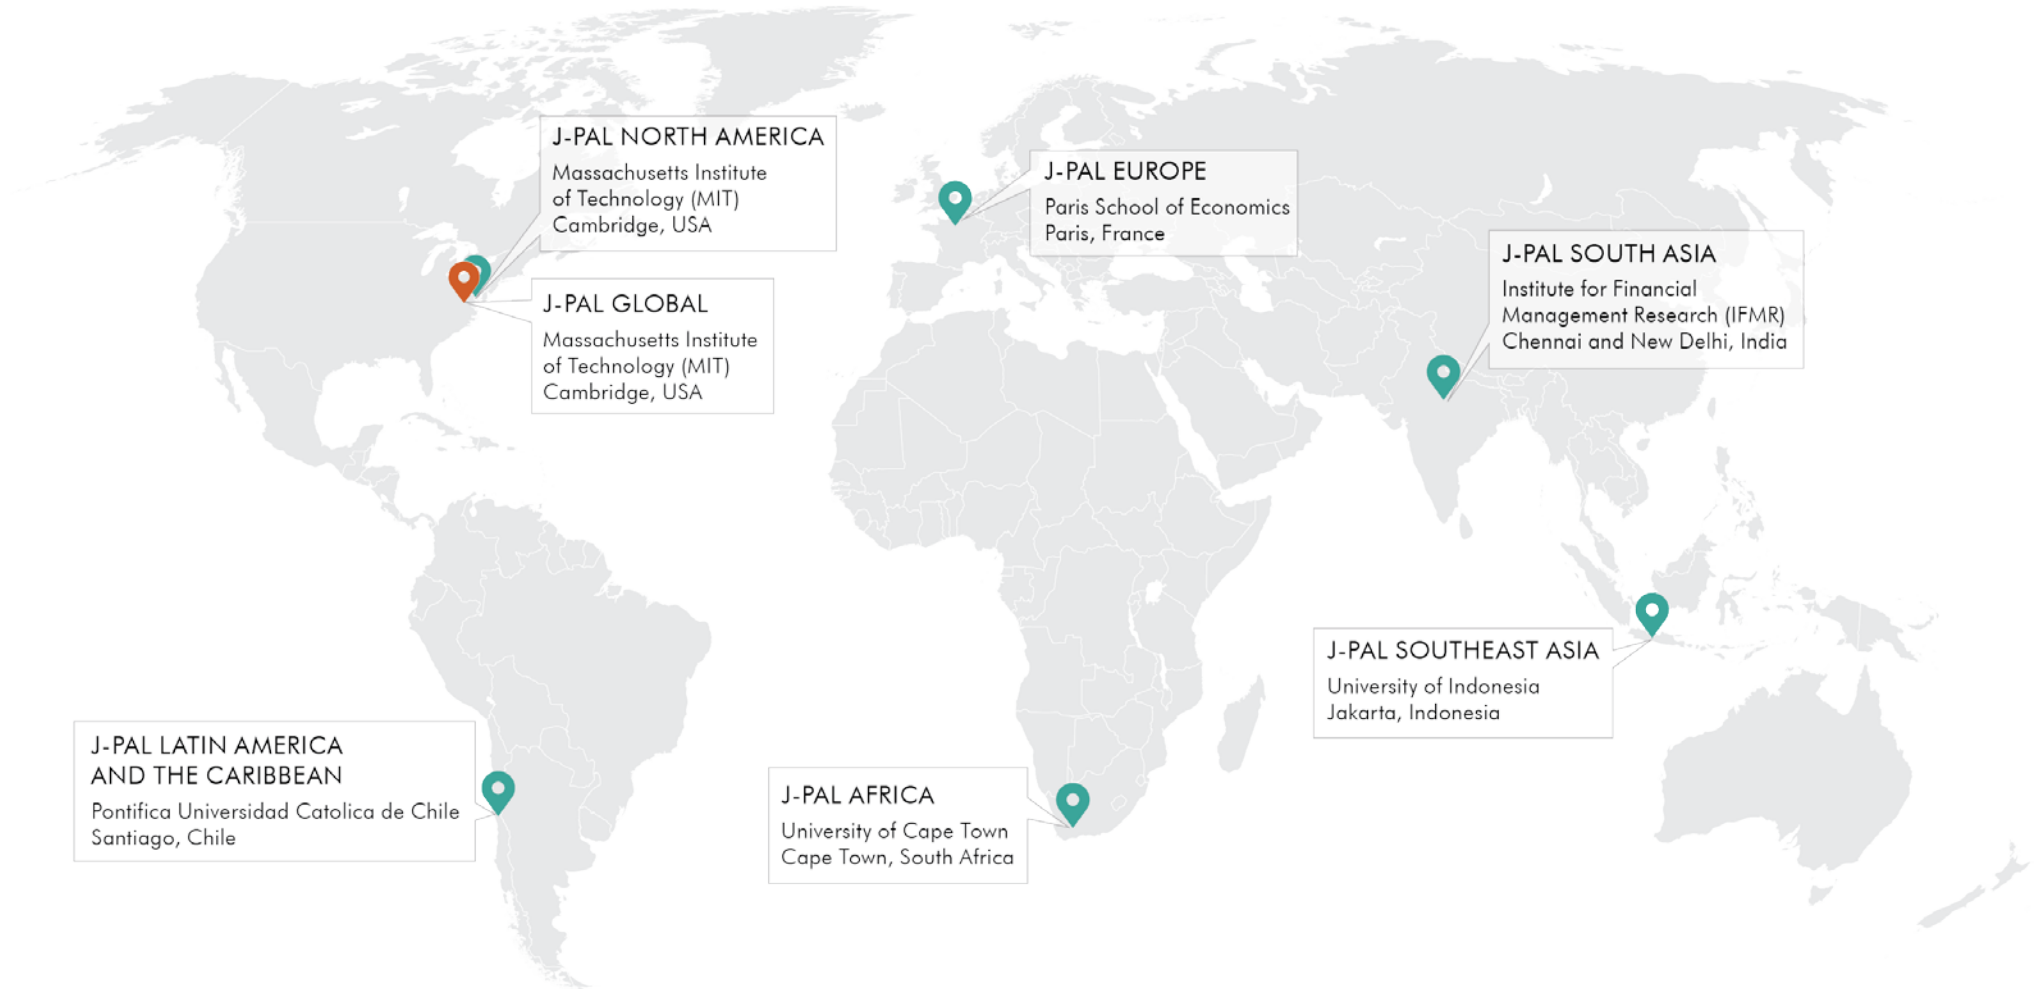 J-PAL NORTH AMERICA
Massachusetts Institute
of Technology (MIT)
Cambridge, USA
J-PAL GLOBAL
Massachusetts Institute
of Technology (MIT)
Cambridge, USA
J-PAL EUROPE
Paris School of Economics
Paris, France
J-PAL SOUTH ASIA
Institute for Financial
Management Research (IFMR)
Chennai and New Delhi, India
J-PAL SOUTHEAST ASIA
University of Indonesia
Jakarta, Indonesia
J-PAL LATIN AMERICA
AND THE CARIBBEAN
Pontifica Universidad Catolica de Chile
Santiago, Chile
J-PAL AFRICA
University of Cape Town
Cape Town, South Africa